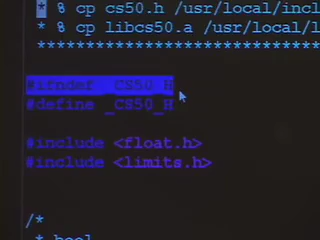 * % cp cs50.h /usr/local/incl
* % cp libcs50.a /usr/local/l
*****************************
#ifndef _CS50_H
#define _CS50_H
#include <float.h>
#include <limits.h>
/*
* bool